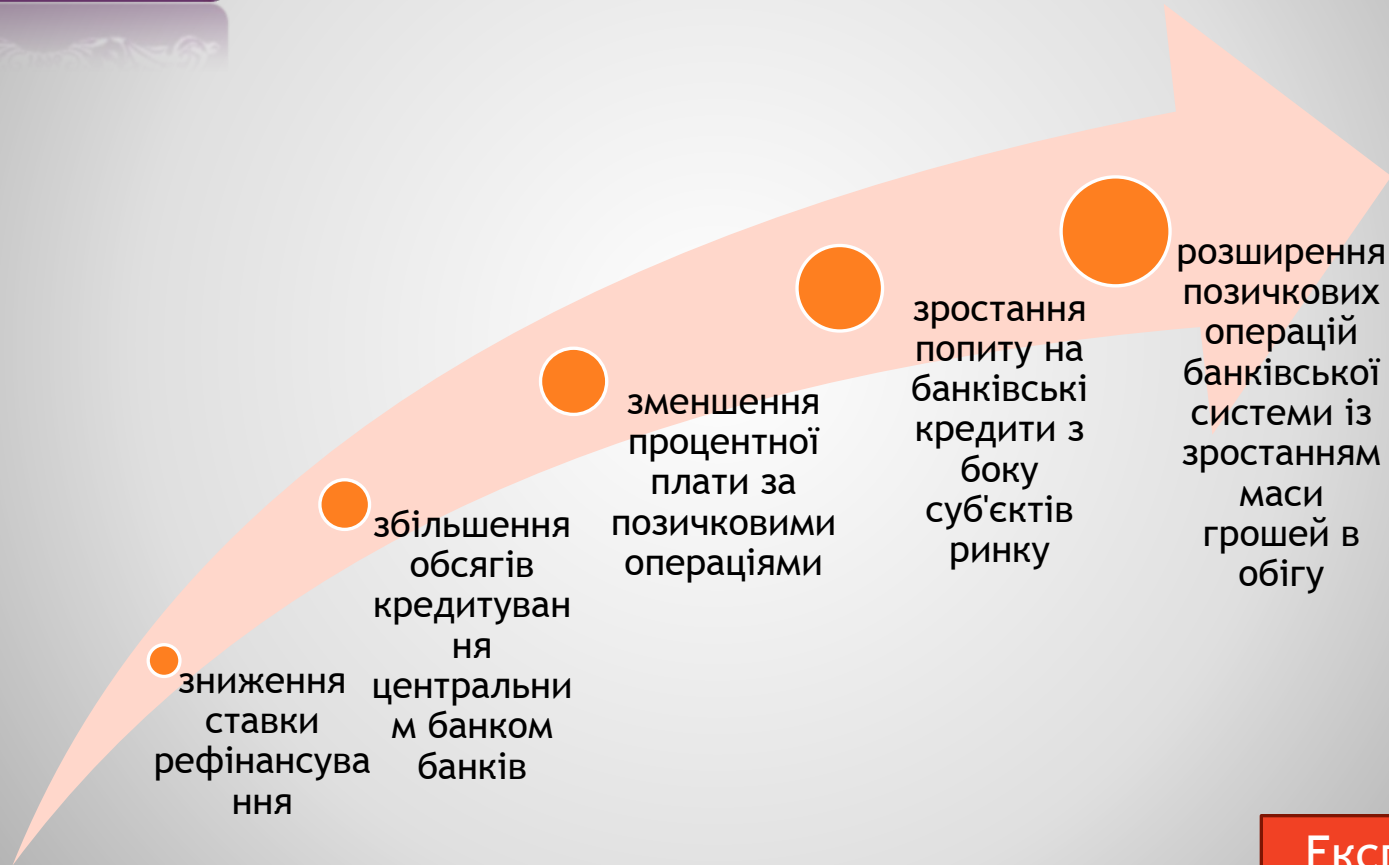 зниження
ставки
рефінансува
ння
збільшення
обсягів
кредитуван
ня
центральни
м банком
банків
зменшення
процентної
плати за
позичковими
операціями
зростання
попиту на
банківські
кредити з
боку
суб'єктів
ринку
розширення
позичкових
операцій
банківської
системи із
зростанням
маси
грошей в
обігу